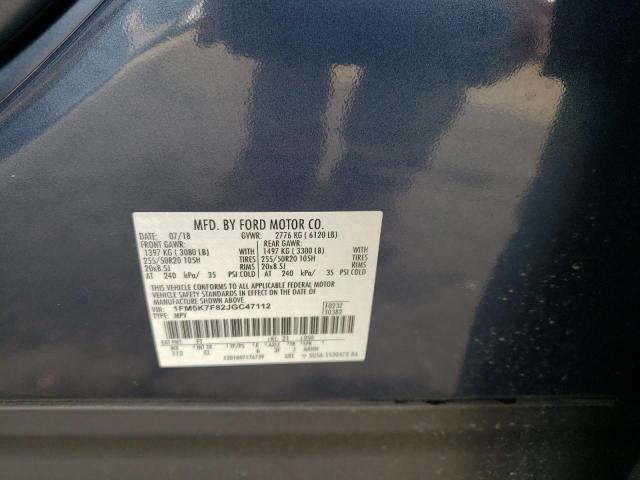 MFD. BY FORD MOTOR CO.
DATE: 07/18 GVWR: 2776 KG ( 6120 LB)
FRONT GAWR: REAR GAWR:
1397 KG ( 3080 LB) WITH 1497 KG ( 3300 LB) WITH
255/50R20 105H TIRES 255/50R20 105H TIRES
20x8.5J RIMS 20x8.5J RIMS
AT 240 kPa/ 35 PSI COLD AT 240 kPa/ 35 PSI COLD
THIS VEHICLE CONFORMS TO ALL APPLICABLE FEDERAL MOTOR
VEHICLE SAFETY STANDARDS IN EFFECT ON THE DATE OF MANUFACTURE
SHOWN ABOVE.
VIN: 1FM5K7F82JGC47112 F0237
TYPE: MPV T0382